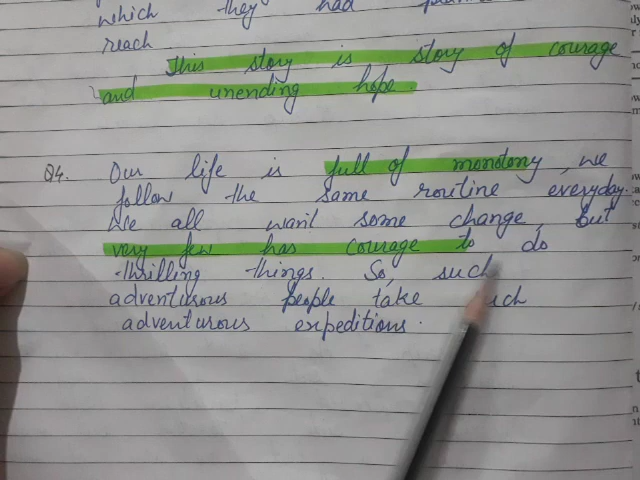 which they had
reach
This story is story of courage
and unending hope.
Q4. Our life is full of monotony, we
follow the same routine everyday.
We all want some change, but
very few has courage to do
thrilling things. So, such
adventurous people take
adventurous expeditions.